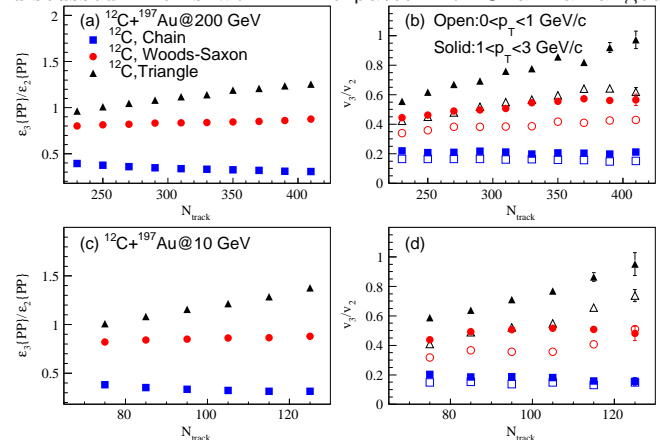 (a) ¹²C+¹⁹⁷Au@200 GeV
¹²C, Chain
¹²C, Woods-Saxon
¹²C,Triangle
ε₃{PP}/ε₂{PP}
1.5
1
0.5
250 300 350 400
N_track
(b) Open:0<p_T<1 GeV/c
Solid:1<p_T<3 GeV/c
v₃/v₂
1
0.8
0.6
0.4
0.2
0
250 300 350 400
N_track
(c) ¹²C+¹⁹⁷Au@10 GeV
ε₃{PP}/ε₂{PP}
1.5
1
0.5
80 100 120
N_track
(d)
v₃/v₂
1
0.8
0.6
0.4
0.2
0
80 100 120
N_track